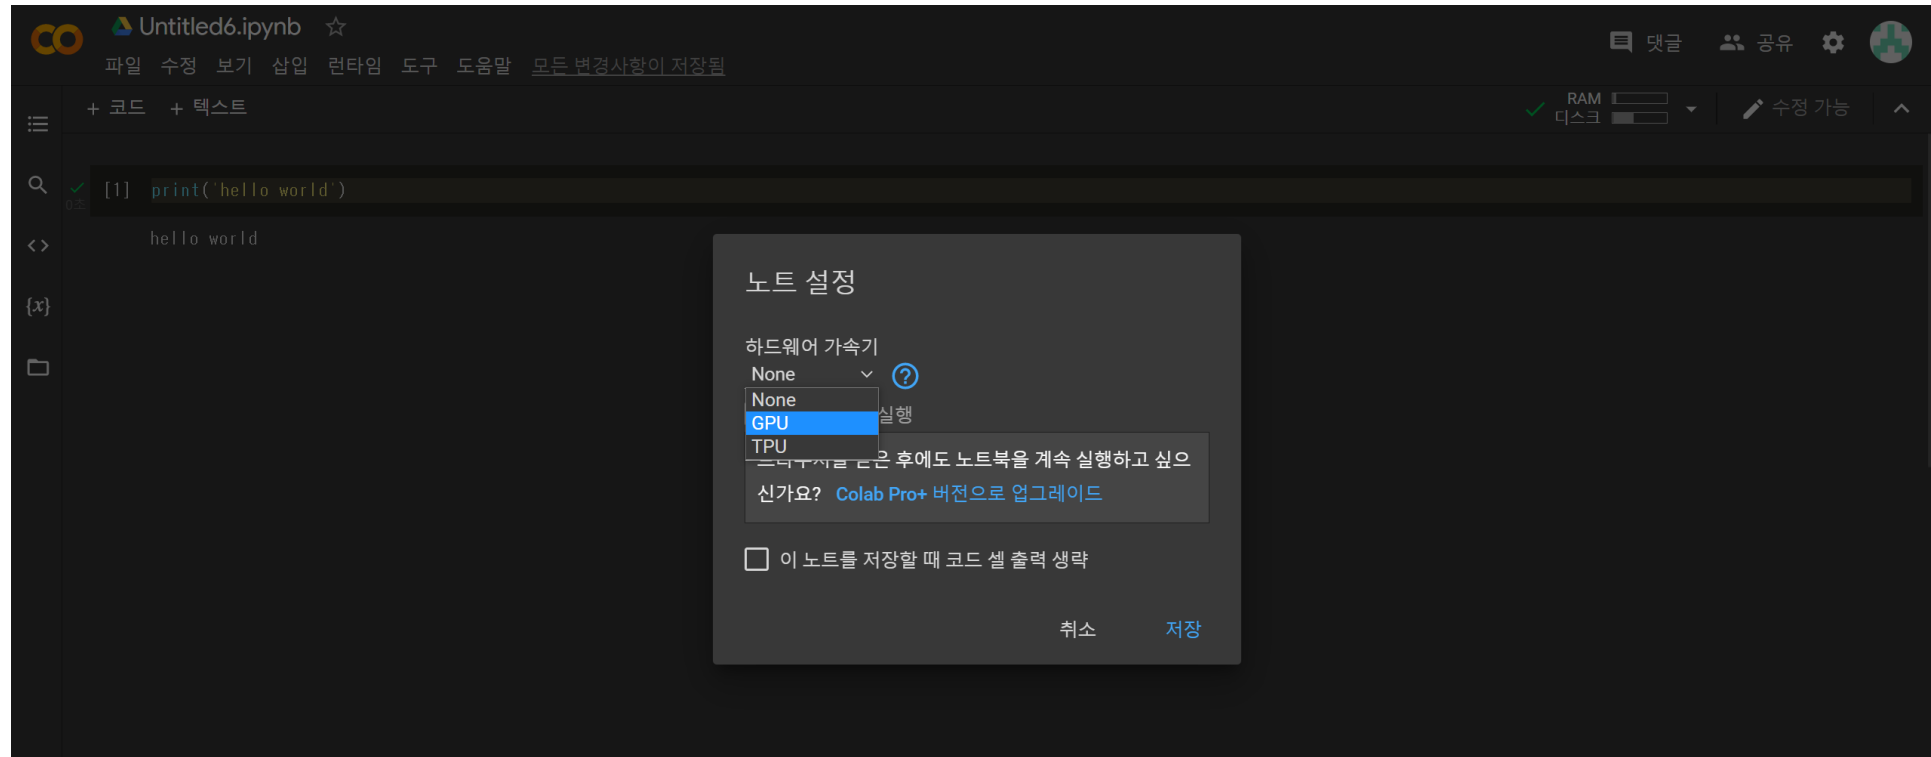 Untitled6.ipynb
댓글 공유
파일 수정 보기 삽입 런타임 도구 도움말 모든 변경사항이 저장됨
+ 코드 + 텍스트
RAM
디스크
수정 가능
[1] print('hello world')
0초
hello world
{x}
노트 설정
하드웨어 가속기
None
None
GPU
실행
TPU
후에도 노트북을 계속 실행하고 싶으
신가요? Colab Pro+ 버전으로 업그레이드
이 노트를 저장할 때 코드 셀 출력 생략
취소 저장